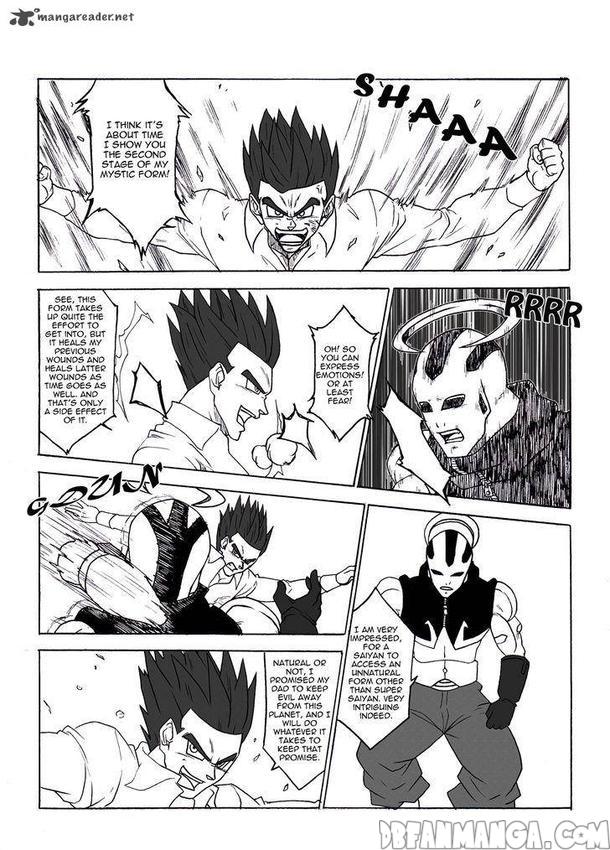 mangareader.net
SHAAA
I THINK IT'S
ABOUT TIME
I SHOW YOU
THE SECOND
STAGE OF MY
MYSTIC FORM!
SEE, THIS
FORM TAKES
UP QUITE THE
EFFORT TO
GET INTO, BUT
IT HEALS MY
PREVIOUS
WOUNDS AND
HEALS LATTER
WOUNDS AS
TIME GOES AS
WELL. AND
THAT'S ONLY
A SIDE EFFECT
OF IT.
OH! SO
YOU CAN
EXPRESS
EMOTIONS!
OR AT
LEAST
FEAR!
RRRR
GDUN
I AM VERY
IMPRESSED,
FOR A
SAIYAN TO
ACCESS AN
UNNATURAL
FORM OTHER
THAN SUPER
SAIYAN. VERY
INTRIGUING
INDEED.
NATURAL OR
NOT, I
PROMISED MY
DAD TO KEEP
EVIL AWAY
FROM THIS
PLANET, AND I
WILL DO
WHATEVER IT
TAKES TO
KEEP THAT
PROMISE.
DBFANMANGA.COM